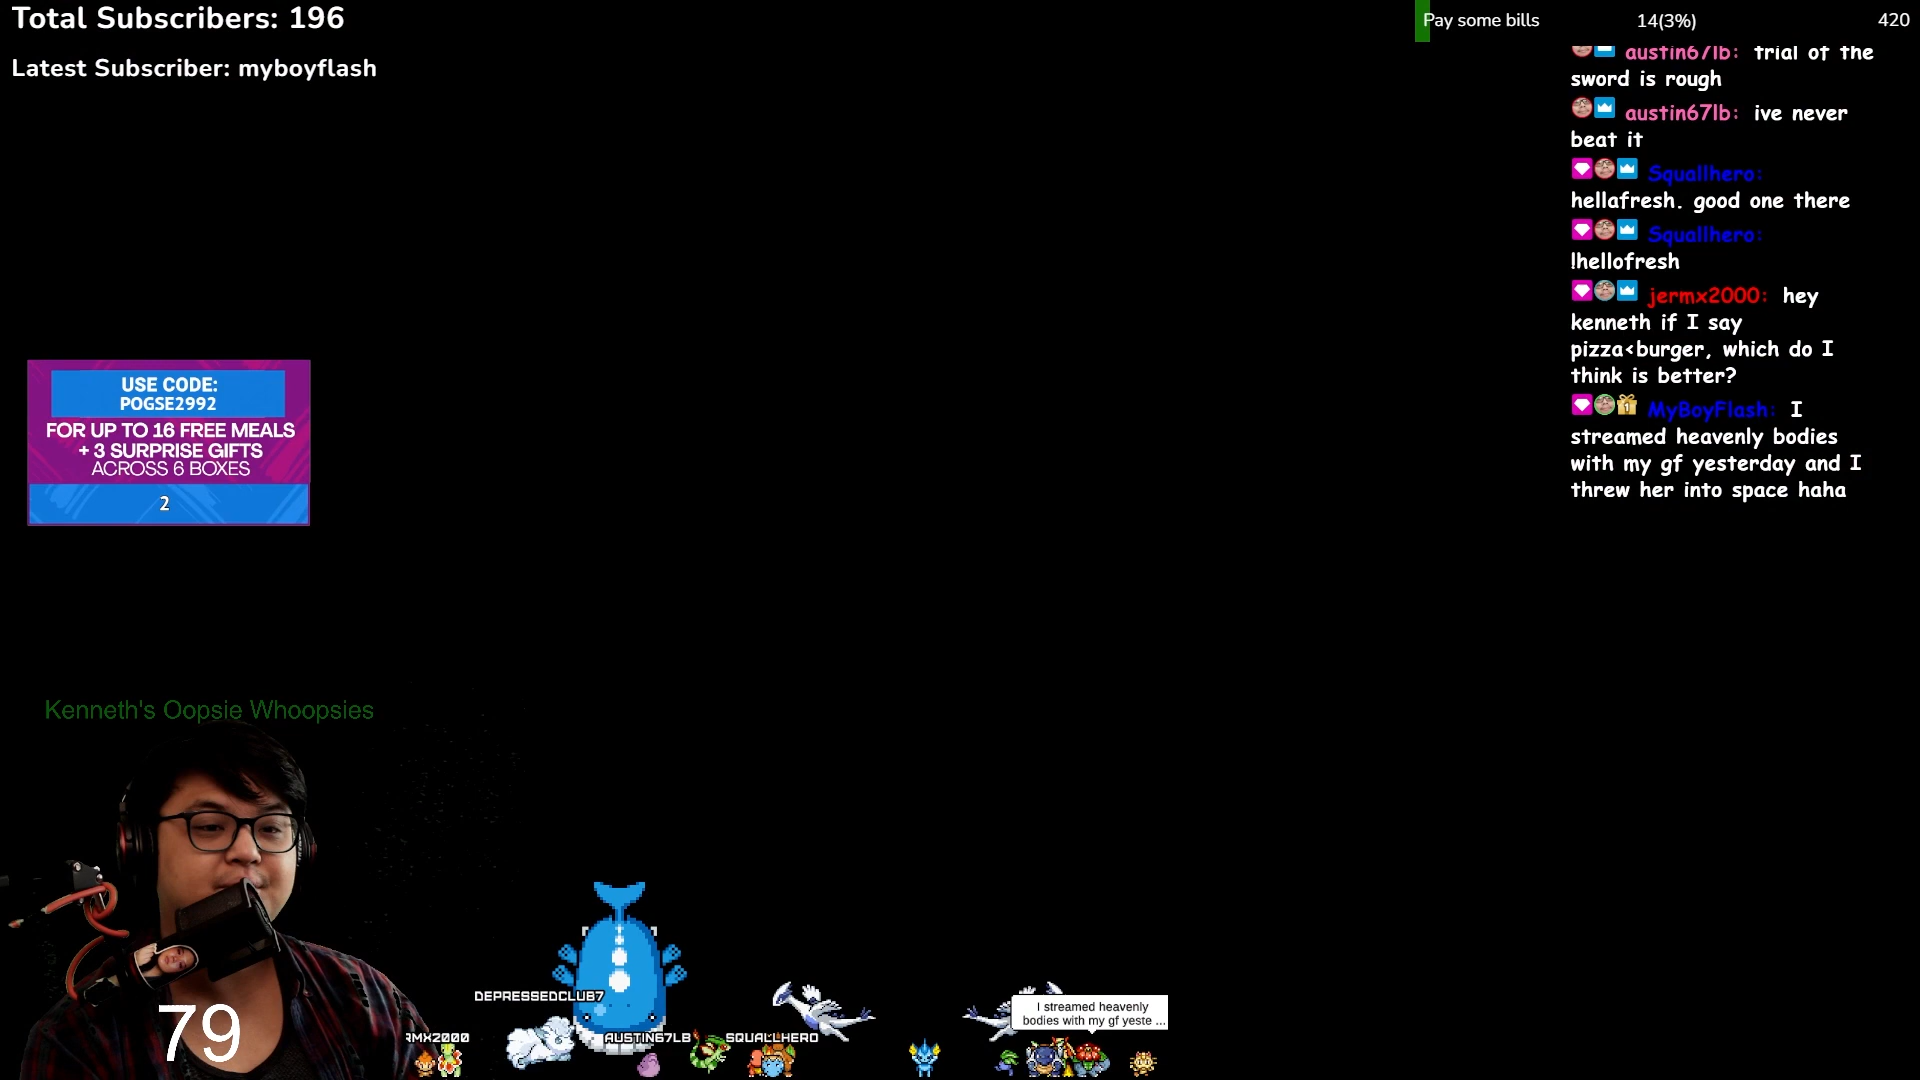 Total Subscribers: 196
Latest Subscriber: myboyflash
Pay some bills 14(3%) 420
austin67lb: trial of the
sword is rough
austin67lb: ive never
beat it
Squallhero:
hellafresh. good one there
Squallhero:
!hellofresh
jermx2000: hey
kenneth if I say
pizza<burger, which do I
think is better?
MyBoyFlash: I
streamed heavenly bodies
with my gf yesterday and I
threw her into space haha
USE CODE:
POGSE2992
FOR UP TO 16 FREE MEALS
+ 3 SURPRISE GIFTS
ACROSS 6 BOXES
2
Kenneth's Oopsie Whoopsies
79
DEPRESSEDCLUB7
RMX2000
AUSTIN67LB
SQUALLHERO
I streamed heavenly
bodies with my gf yeste ...